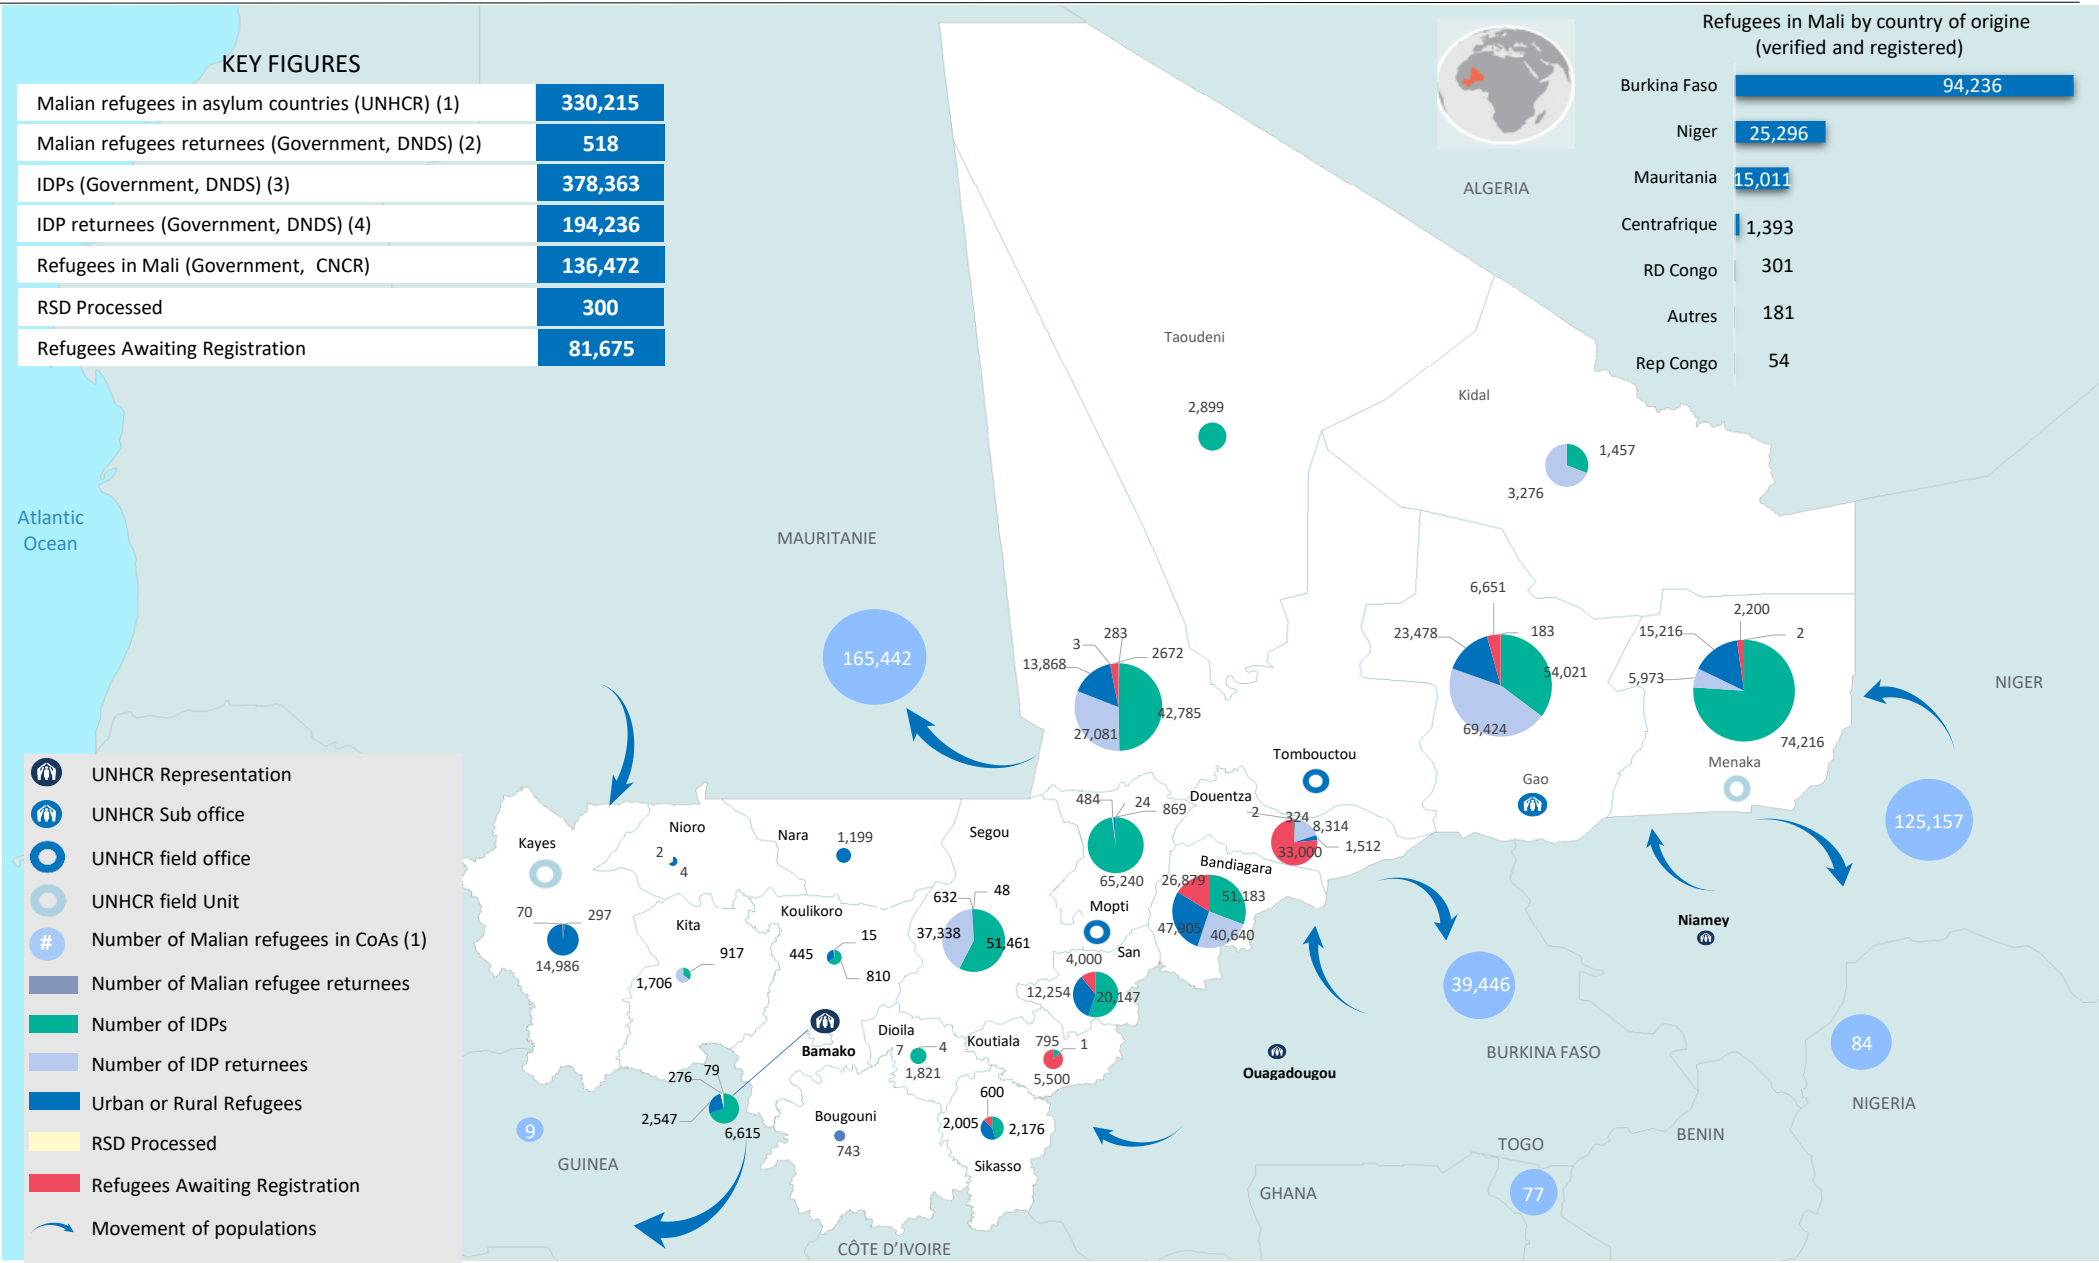 KEY FIGURES
Malian refugees in asylum countries (UNHCR) (1) 330,215
Malian refugees returnees (Government, DNDS) (2) 518
IDPs (Government, DNDS) (3) 378,363
IDP returnees (Government, DNDS) (4) 194,236
Refugees in Mali (Government, CNCR) 136,472
RSD Processed 300
Refugees Awaiting Registration 81,675
Refugees in Mali by country of origine
(verified and registered)
Burkina Faso 94,236
Niger 25,296
Mauritania 15,011
Centrafrique 1,393
RD Congo 301
Autres 181
Rep Congo 54
ALGERIA
Taoudeni
2,899
Kidal
1,457
3,276
Atlantic
Ocean
MAURITANIE
165,442
283
3
2672
13,868
42,785
27,081
6,651
23,478
183
54,021
69,424
2,200
15,216
2
5,973
74,216
NIGER
Tombouctou
Gao
Menaka
125,157
Kayes
70
297
14,986
Nioro
2
4
Nara
1,199
Segou
632
48
37,338
51,461
484
24
869
65,240
Mopti
Douentza
2
324
8,314
1,512
33,000
Bandiagara
26,879
51,183
47,905
40,640
Kita
917
1,706
Koulikoro
15
445
810
Bamako
San
4,000
12,254
20,147
Dioila
7
4
1,821
Koutiala
795
1
5,500
79
276
2,547
6,615
Bougouni
743
600
2,005
2,176
Sikasso
Niamey
39,446
Ouagadougou
BURKINA FASO
84
NIGERIA
BENIN
TOGO
77
GHANA
CÔTE D'IVOIRE
GUINEA
9
UNHCR Representation
UNHCR Sub office
UNHCR field office
UNHCR field Unit
# Number of Malian refugees in CoAs (1)
Number of Malian refugee returnees
Number of IDPs
Number of IDP returnees
Urban or Rural Refugees
RSD Processed
Refugees Awaiting Registration
Movement of populations